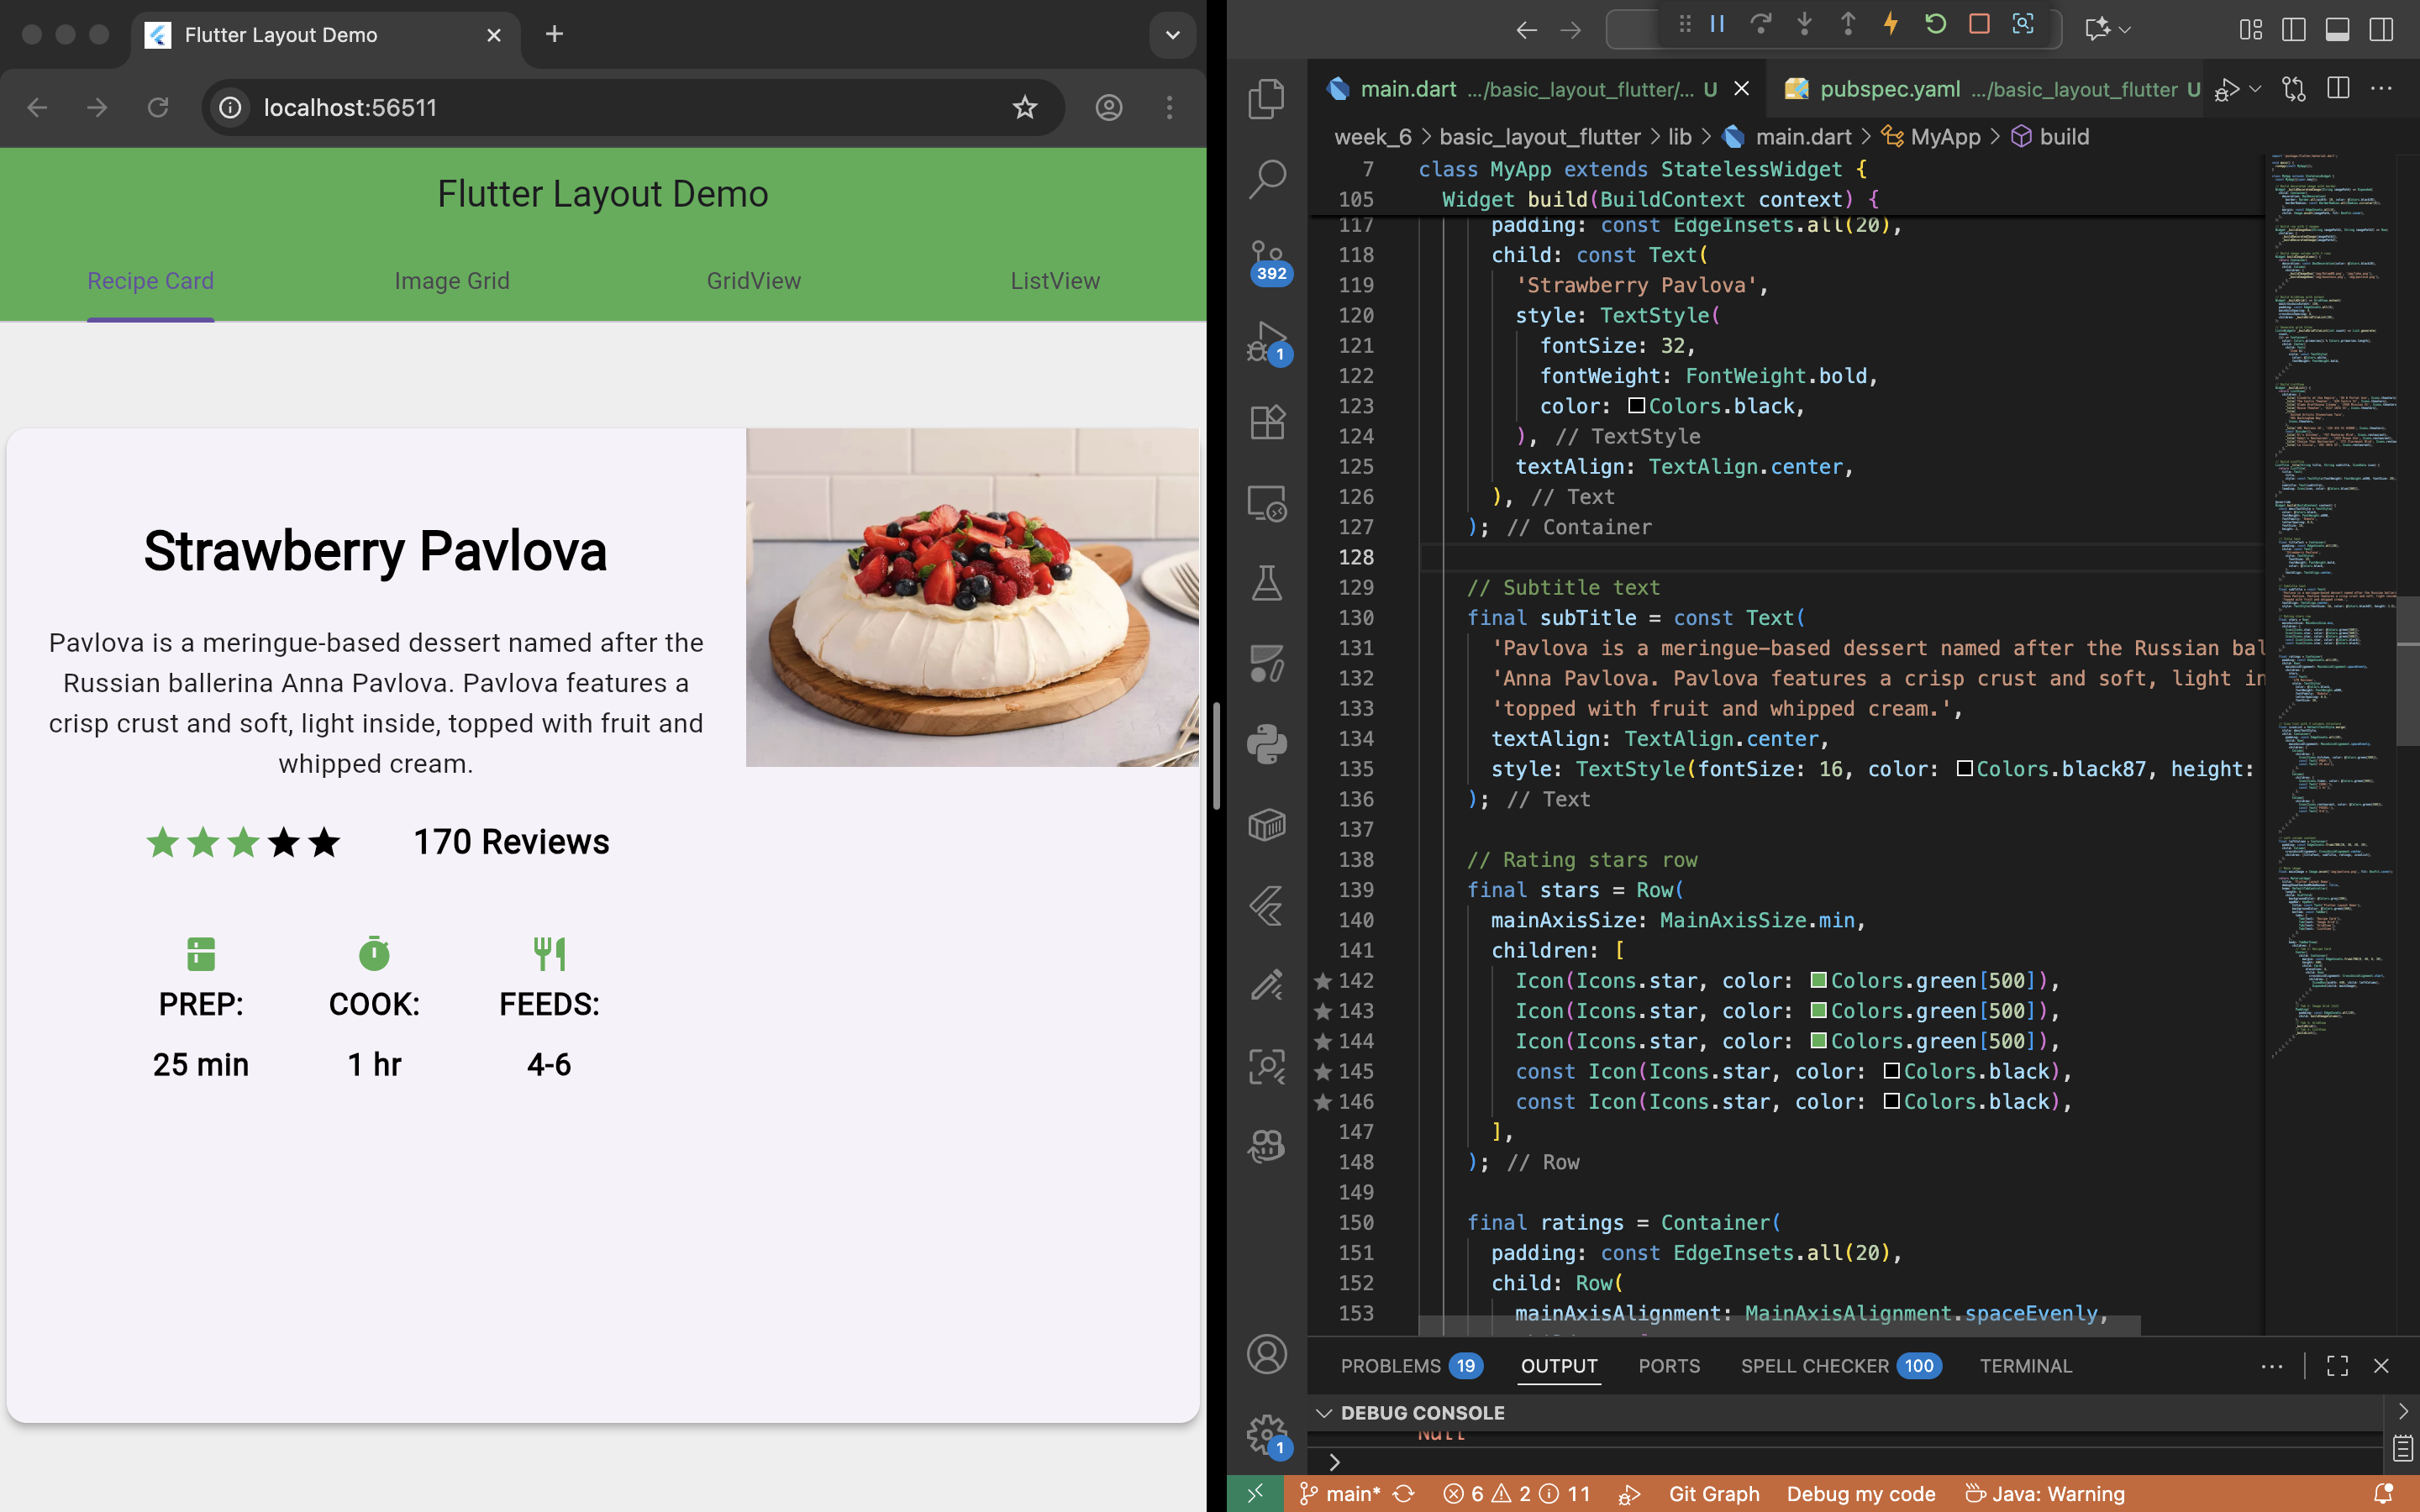 Flutter Layout Demo
localhost:56511
Flutter Layout Demo
Recipe Card Image Grid GridView ListView
Strawberry Pavlova
Pavlova is a meringue-based dessert named after the
Russian ballerina Anna Pavlova. Pavlova features a
crisp crust and soft, light inside, topped with fruit and
whipped cream.
170 Reviews
PREP: COOK: FEEDS:
25 min 1 hr 4-6
main.dart .../basic_layout_flutter/... U
pubspec.yaml .../basic_layout_flutter U
week_6 > basic_layout_flutter > lib > main.dart > MyApp > build
392
1
1
7 class MyApp extends StatelessWidget {
105 Widget build(BuildContext context) {
117 padding: const EdgeInsets.all(20),
118 child: const Text(
119 'Strawberry Pavlova',
120 style: TextStyle(
121 fontSize: 32,
122 fontWeight: FontWeight.bold,
123 color: Colors.black,
124 ), // TextStyle
125 textAlign: TextAlign.center,
126 ), // Text
127 ); // Container
128
129 // Subtitle text
130 final subTitle = const Text(
131 'Pavlova is a meringue-based dessert named after the Russian bal
132 'Anna Pavlova. Pavlova features a crisp crust and soft, light in
133 'topped with fruit and whipped cream.',
134 textAlign: TextAlign.center,
135 style: TextStyle(fontSize: 16, color: Colors.black87, height:
136 ); // Text
137
138 // Rating stars row
139 final stars = Row(
140 mainAxisSize: MainAxisSize.min,
141 children: [
142 Icon(Icons.star, color: Colors.green[500]),
143 Icon(Icons.star, color: Colors.green[500]),
144 Icon(Icons.star, color: Colors.green[500]),
145 const Icon(Icons.star, color: Colors.black),
146 const Icon(Icons.star, color: Colors.black),
147 ],
148 ); // Row
149
150 final ratings = Container(
151 padding: const EdgeInsets.all(20),
152 child: Row(
153 mainAxisAlignment: MainAxisAlignment.spaceEvenly,
PROBLEMS 19 OUTPUT PORTS SPELL CHECKER 100 TERMINAL
DEBUG CONSOLE
Null
main* 6 2 11 Git Graph Debug my code Java: Warning